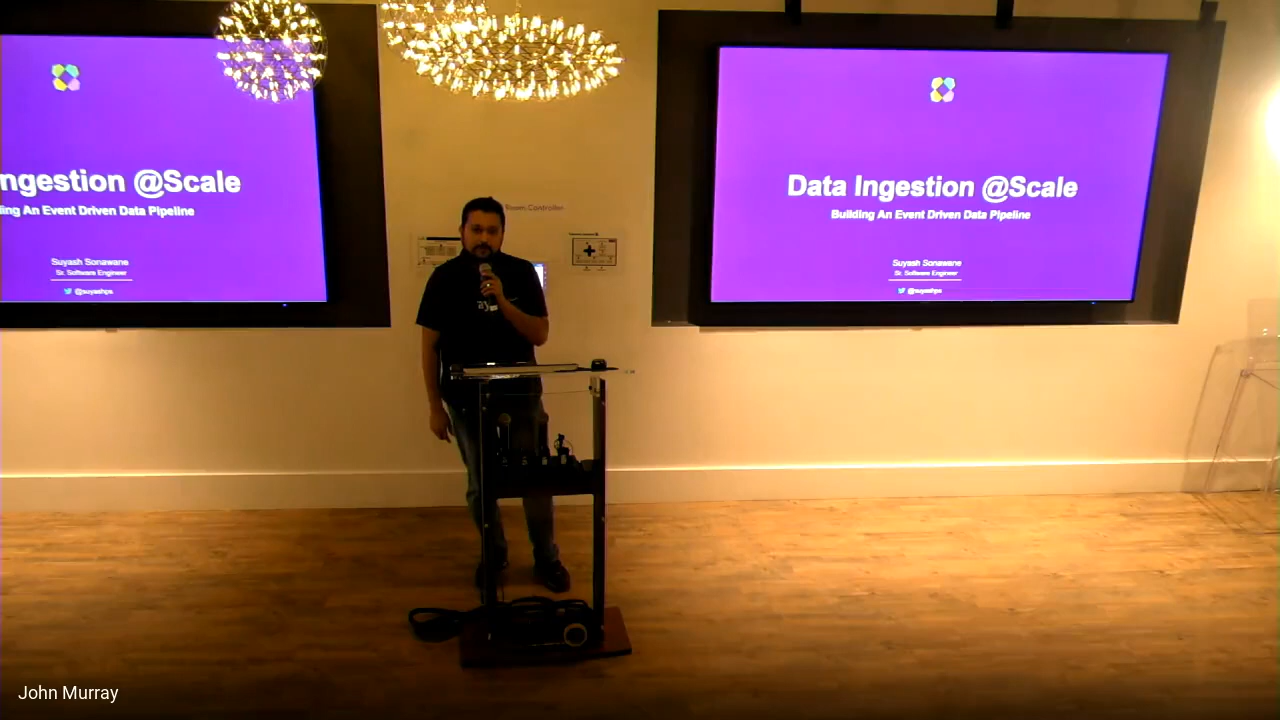 ngestion @Scale
ing An Event Driven Data Pipeline
Suyash Sonawane
Sr. Software Engineer
@suyashps
Room Controller
Data Ingestion @Scale
Building An Event Driven Data Pipeline
Suyash Sonawane
Sr. Software Engineer
@suyashps
John Murray